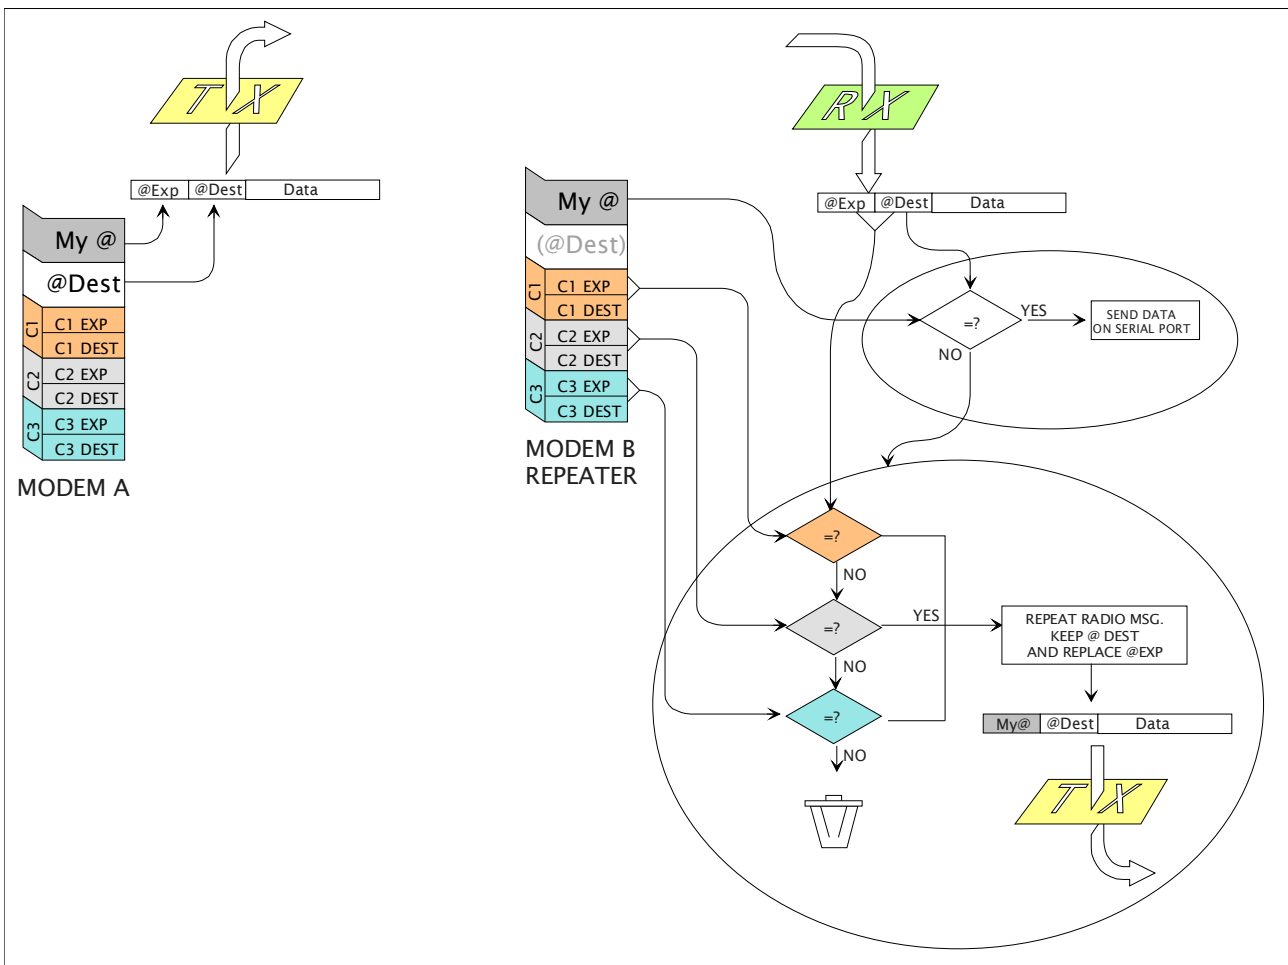 TX
@Exp @Dest Data
My @
@Dest
C1
C1 EXP
C1 DEST
C2
C2 EXP
C2 DEST
C3
C3 EXP
C3 DEST
MODEM A
RX
@Exp @Dest Data
My @
(@Dest)
C1
C1 EXP
C1 DEST
C2
C2 EXP
C2 DEST
C3
C3 EXP
C3 DEST
MODEM B
REPEATER
=?
YES
NO
SEND DATA
ON SERIAL PORT
=?
NO
=?
YES
NO
=?
NO
REPEAT RADIO MSG.
KEEP @ DEST
AND REPLACE @EXP
My@ @Dest Data
TX